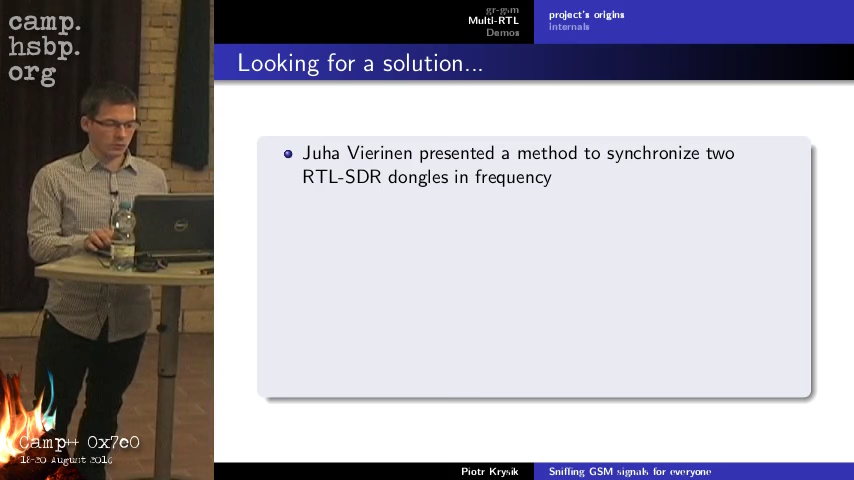 camp.
hsbp.
org
Camp++ 0x7e0
18-20 August 2016
gr-gsm
Multi-RTL
Demos
project's origins
internals
Looking for a solution...
Juha Vierinen presented a method to synchronize two
RTL-SDR dongles in frequency
Piotr Krysik
Sniffing GSM signals for everyone